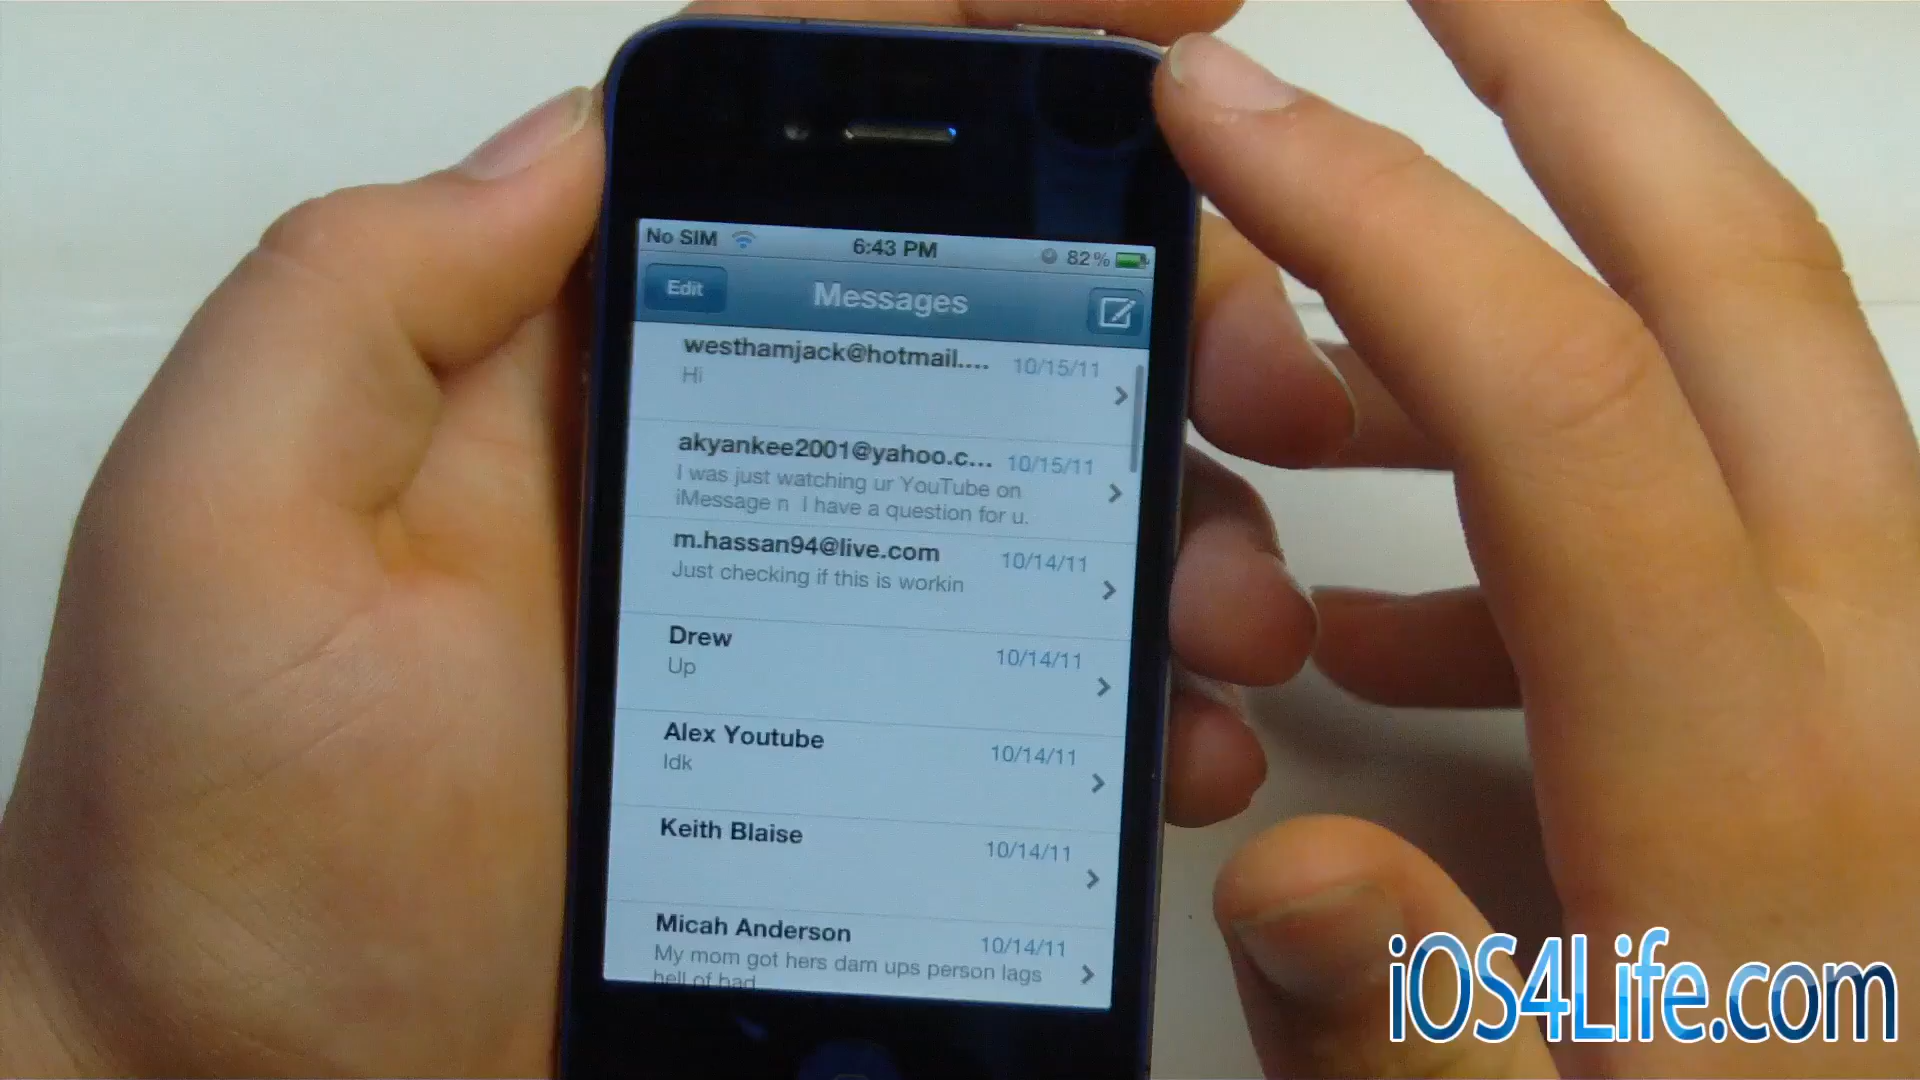 No SIM 6:43 PM 82%
Edit Messages
westhamjack@hotmail.... 10/15/11
Hi
akyankee2001@yahoo.c... 10/15/11
I was just watching ur YouTube on
iMessage n I have a question for u.
m.hassan94@live.com 10/14/11
Just checking if this is workin
Drew 10/14/11
Up
Alex Youtube 10/14/11
Idk
Keith Blaise 10/14/11
Micah Anderson 10/14/11
My mom got hers dam ups person lags
hell of bad
iOS4Life.com